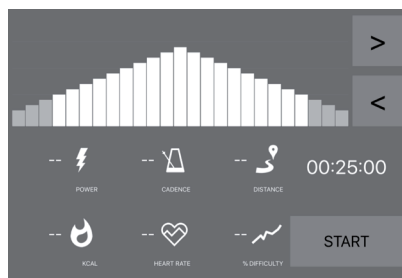 >
<
-- -- --
POWER CADENCE DISTANCE
00:25:00
-- -- --
KCAL HEART RATE % DIFFICULTY
START